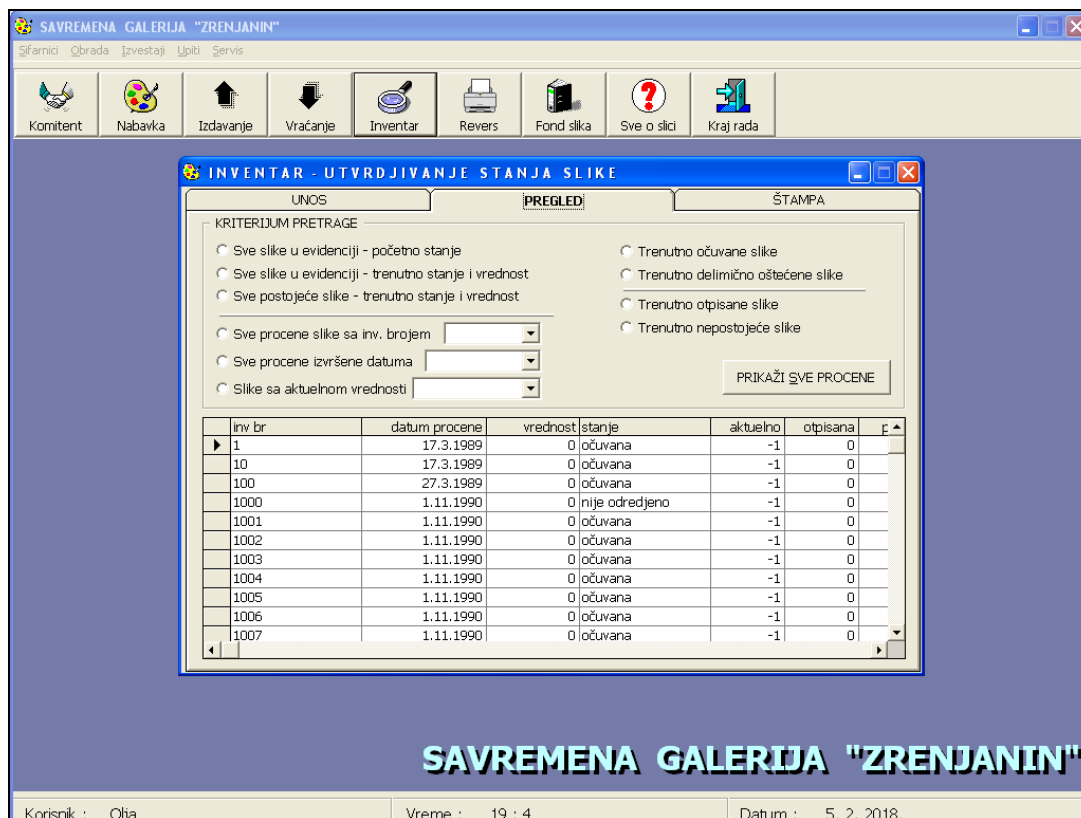 SAVREMENA GALERIJA "ZRENJANIN"
Sifarnici Obrada Izvestaji Upiti Servis
Komitent Nabavka Izdavanje Vraćanje Inventar Revers Fond slika Sve o slici Kraj rada
INVENTAR - UTVRDJIVANJE STANJA SLIKE
UNOS PREGLED ŠTAMPA
KRITERIJUM PRETRAGE
Sve slike u evidenciji - početno stanje
Sve slike u evidenciji - trenutno stanje i vrednost
Sve postojeće slike - trenutno stanje i vrednost
Sve procene slike sa inv. brojem
Sve procene izvršene datuma
Slike sa aktuelnom vrednosti
Trenutno očuvane slike
Trenutno delimično oštećene slike
Trenutno otpisane slike
Trenutno nepostojeće slike
PRIKAŽI SVE PROCENE
inv br datum procene vrednost stanje aktuelno otpisana
1 17.3.1989 0 očuvana -1 0
10 17.3.1989 0 očuvana -1 0
100 27.3.1989 0 očuvana -1 0
1000 1.11.1990 0 nije odredjeno -1 0
1001 1.11.1990 0 očuvana -1 0
1002 1.11.1990 0 očuvana -1 0
1003 1.11.1990 0 očuvana -1 0
1004 1.11.1990 0 očuvana -1 0
1005 1.11.1990 0 očuvana -1 0
1006 1.11.1990 0 očuvana -1 0
1007 1.11.1990 0 očuvana -1 0
SAVREMENA GALERIJA "ZRENJANIN"
Korisnik : Olja Vreme : 19 : 4 Datum : 5. 2. 2018.